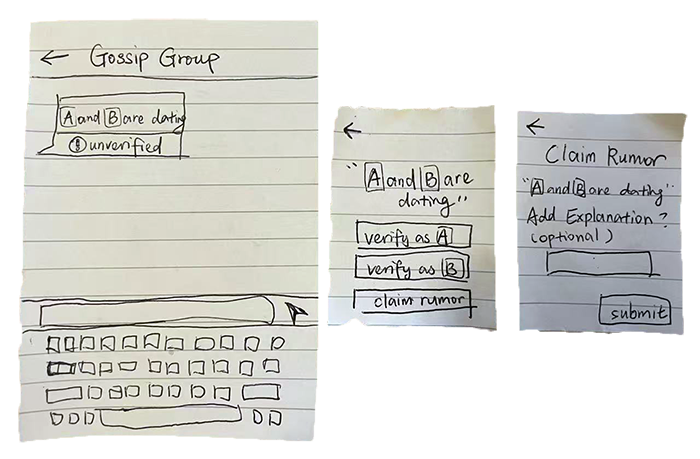 ← Gossip Group
A and B are dating
! unverified
←
"A and B are
dating"
verify as A
verify as B
claim rumor
←
Claim Rumor
"A and B are dating"
Add Explanation?
(optional)
submit